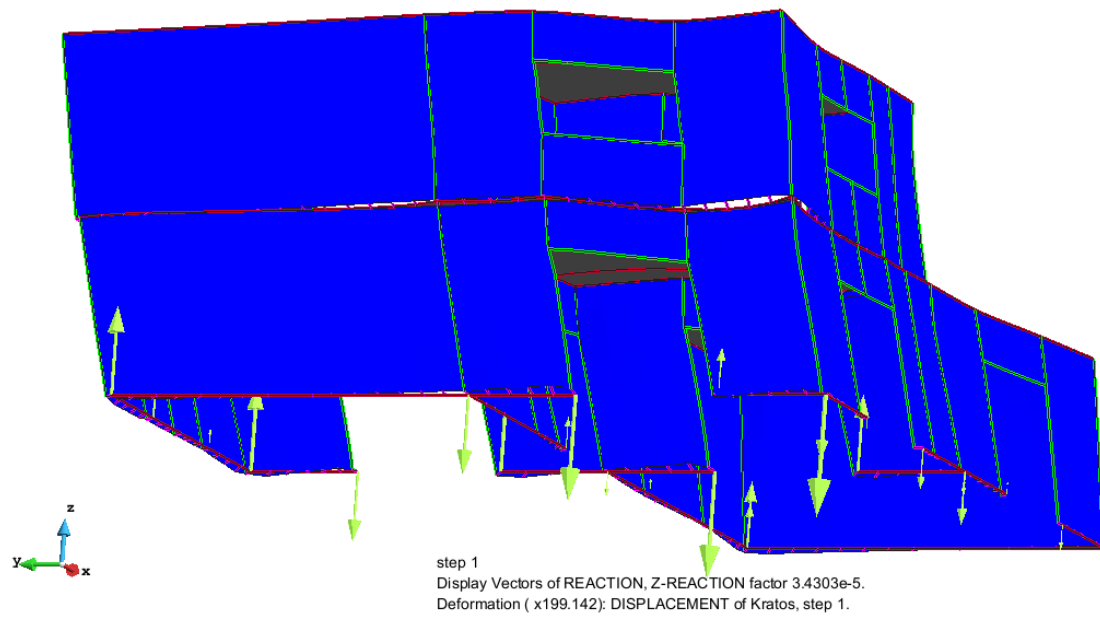 z
y
x
step 1
Display Vectors of REACTION, Z-REACTION factor 3.4303e-5.
Deformation ( x199.142): DISPLACEMENT of Kratos, step 1.